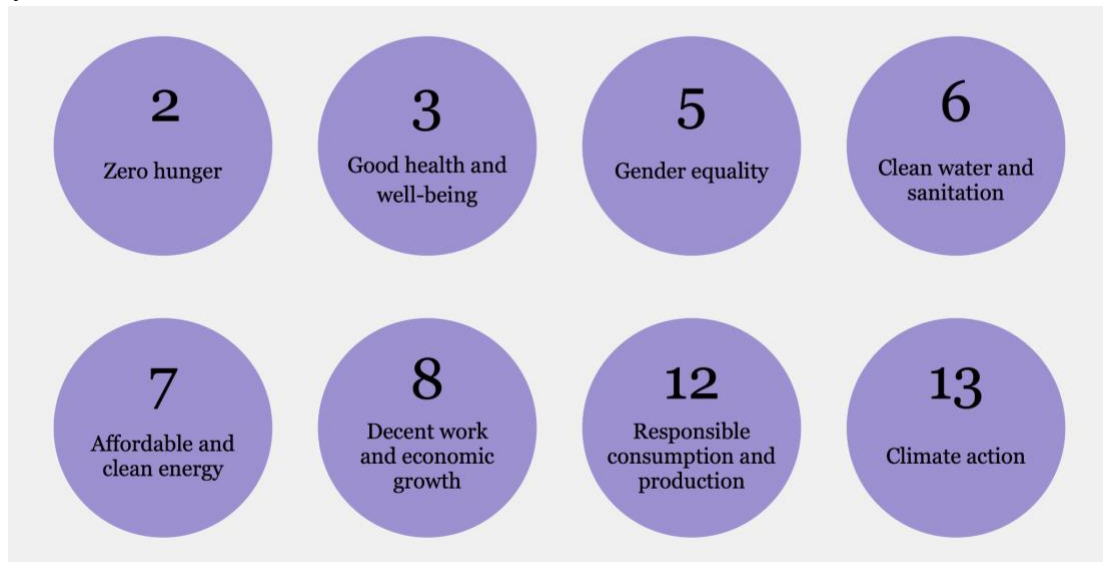 2
Zero hunger
3
Good health and
well-being
5
Gender equality
6
Clean water and
sanitation
7
Affordable and
clean energy
8
Decent work
and economic
growth
12
Responsible
consumption and
production
13
Climate action